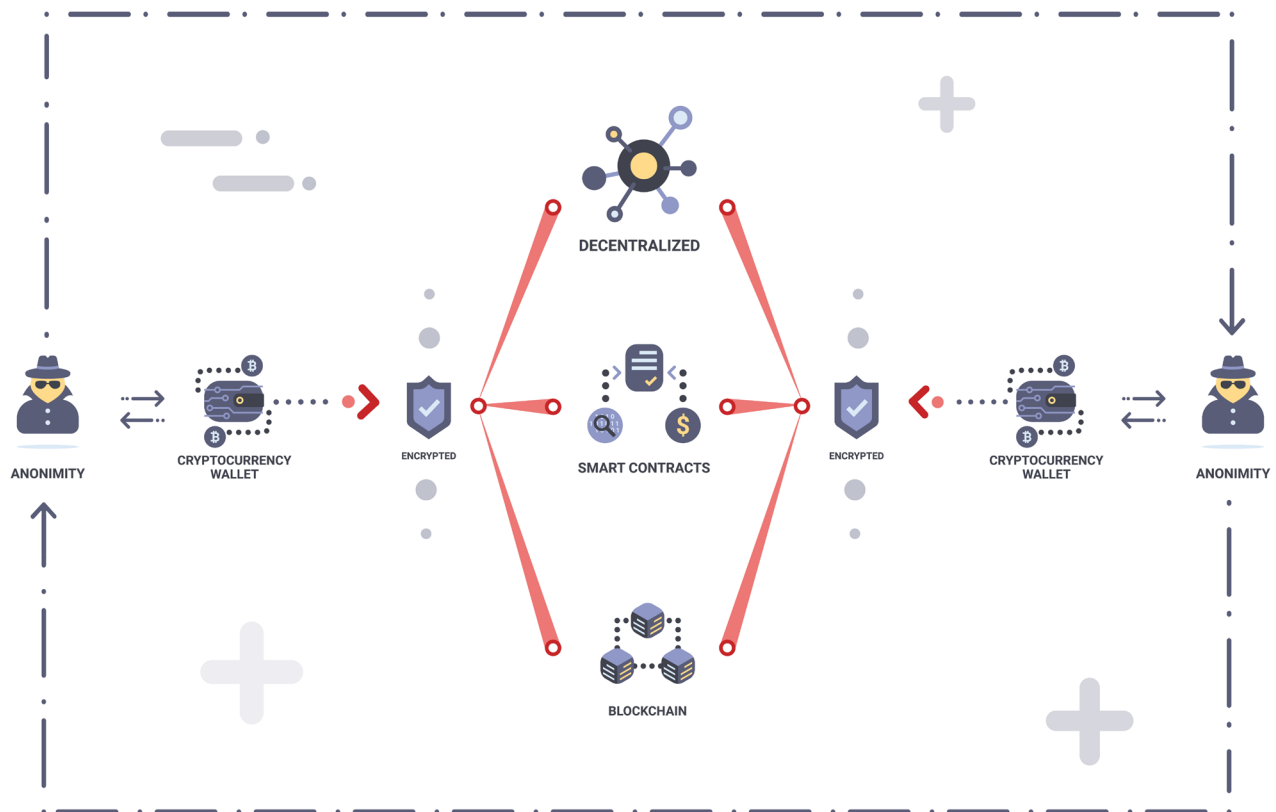 DECENTRALIZED
ANONIMITY
CRYPTOCURRENCY
WALLET
ENCRYPTED
SMART CONTRACTS
$
ENCRYPTED
CRYPTOCURRENCY
WALLET
ANONIMITY
BLOCKCHAIN